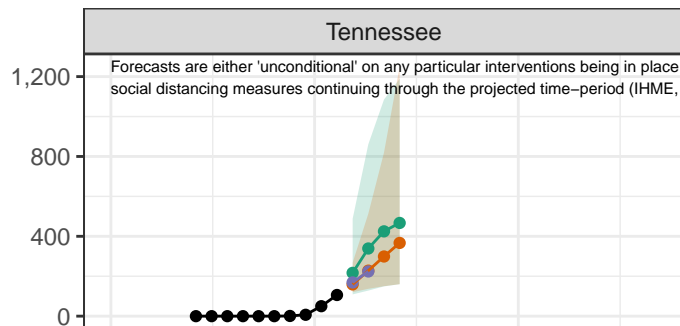 Tennessee
Forecasts are either 'unconditional' on any particular interventions being in place
social distancing measures continuing through the projected time−period (IHME,
1,200
800
400
0